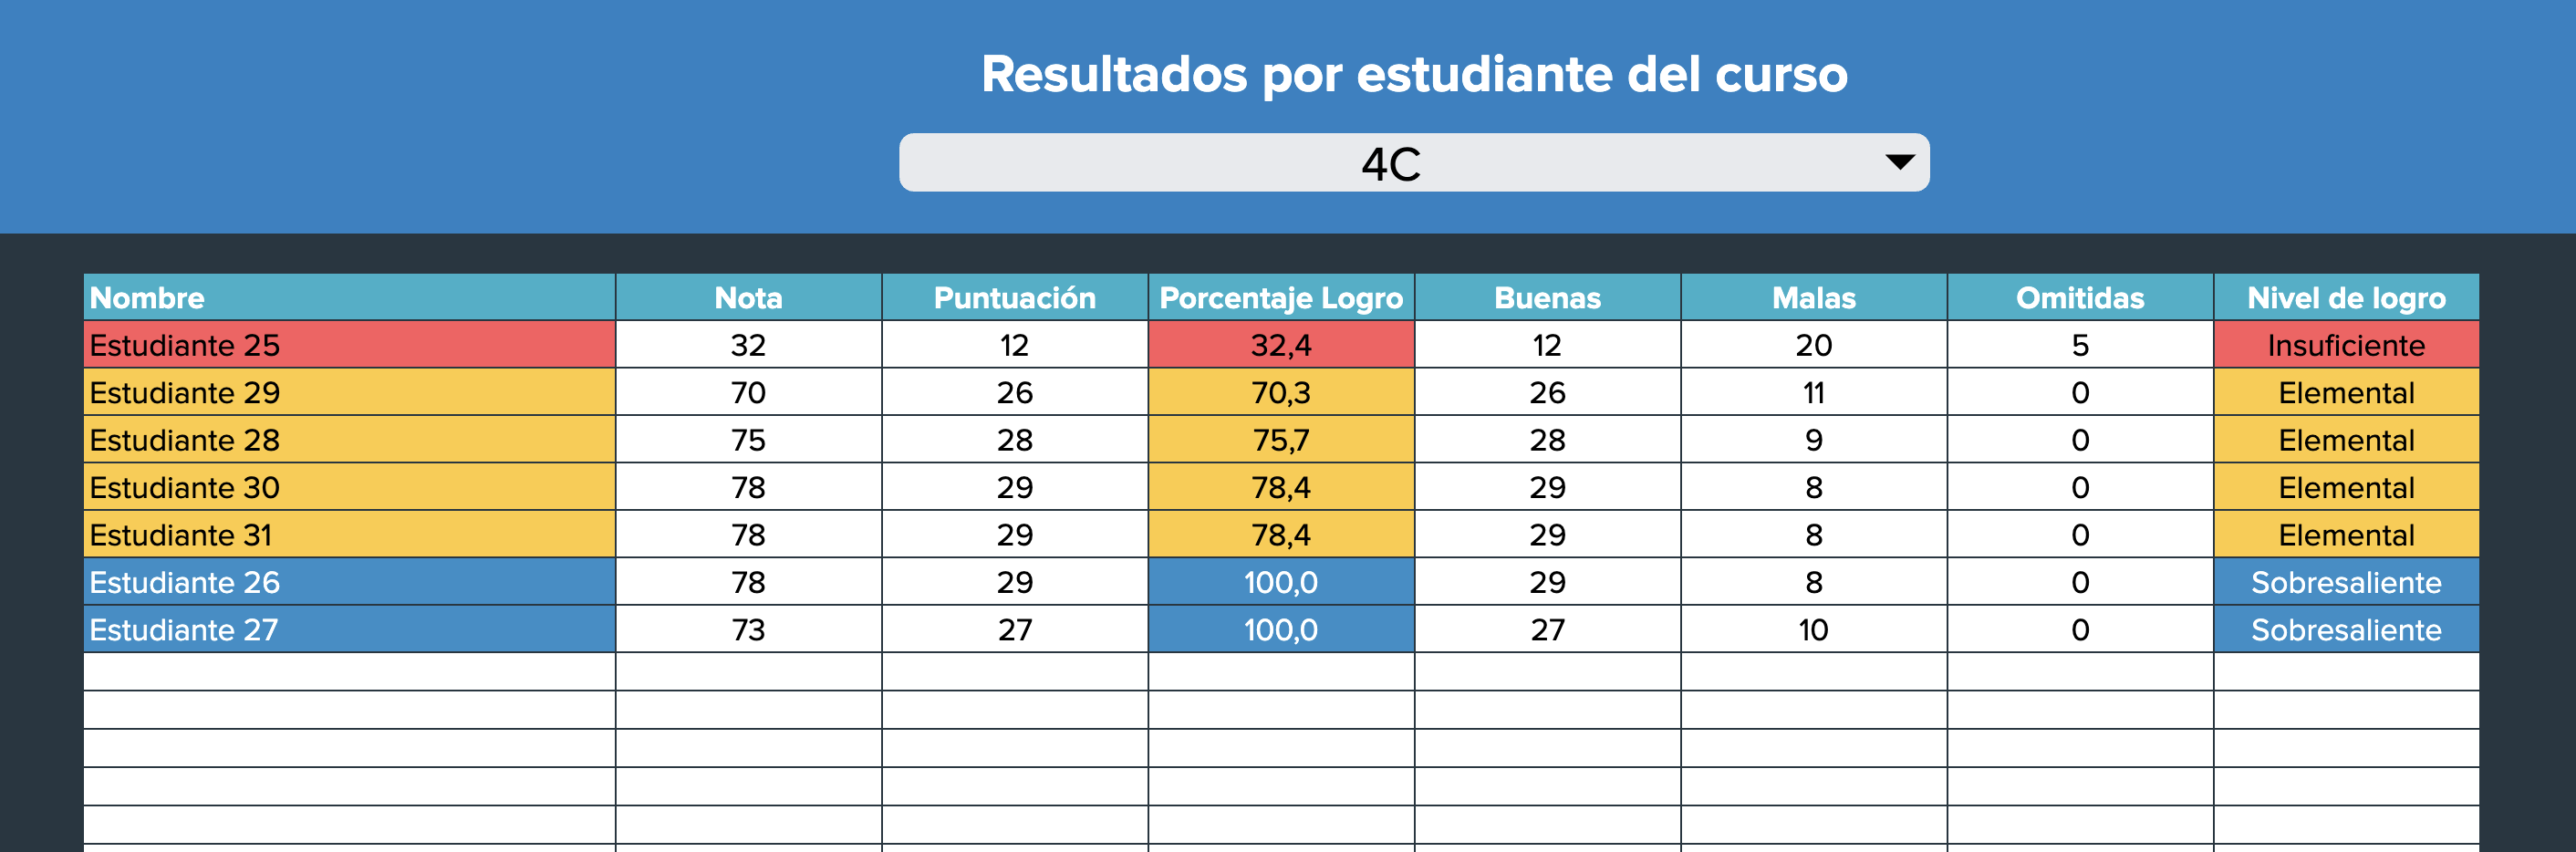 Resultados por estudiante del curso
4C
Nombre Nota Puntuación Porcentaje Logro Buenas Malas Omitidas Nivel de logro
Estudiante 25 32 12 32,4 12 20 5 Insuficiente
Estudiante 29 70 26 70,3 26 11 0 Elemental
Estudiante 28 75 28 75,7 28 9 0 Elemental
Estudiante 30 78 29 78,4 29 8 0 Elemental
Estudiante 31 78 29 78,4 29 8 0 Elemental
Estudiante 26 78 29 100,0 29 8 0 Sobresaliente
Estudiante 27 73 27 100,0 27 10 0 Sobresaliente